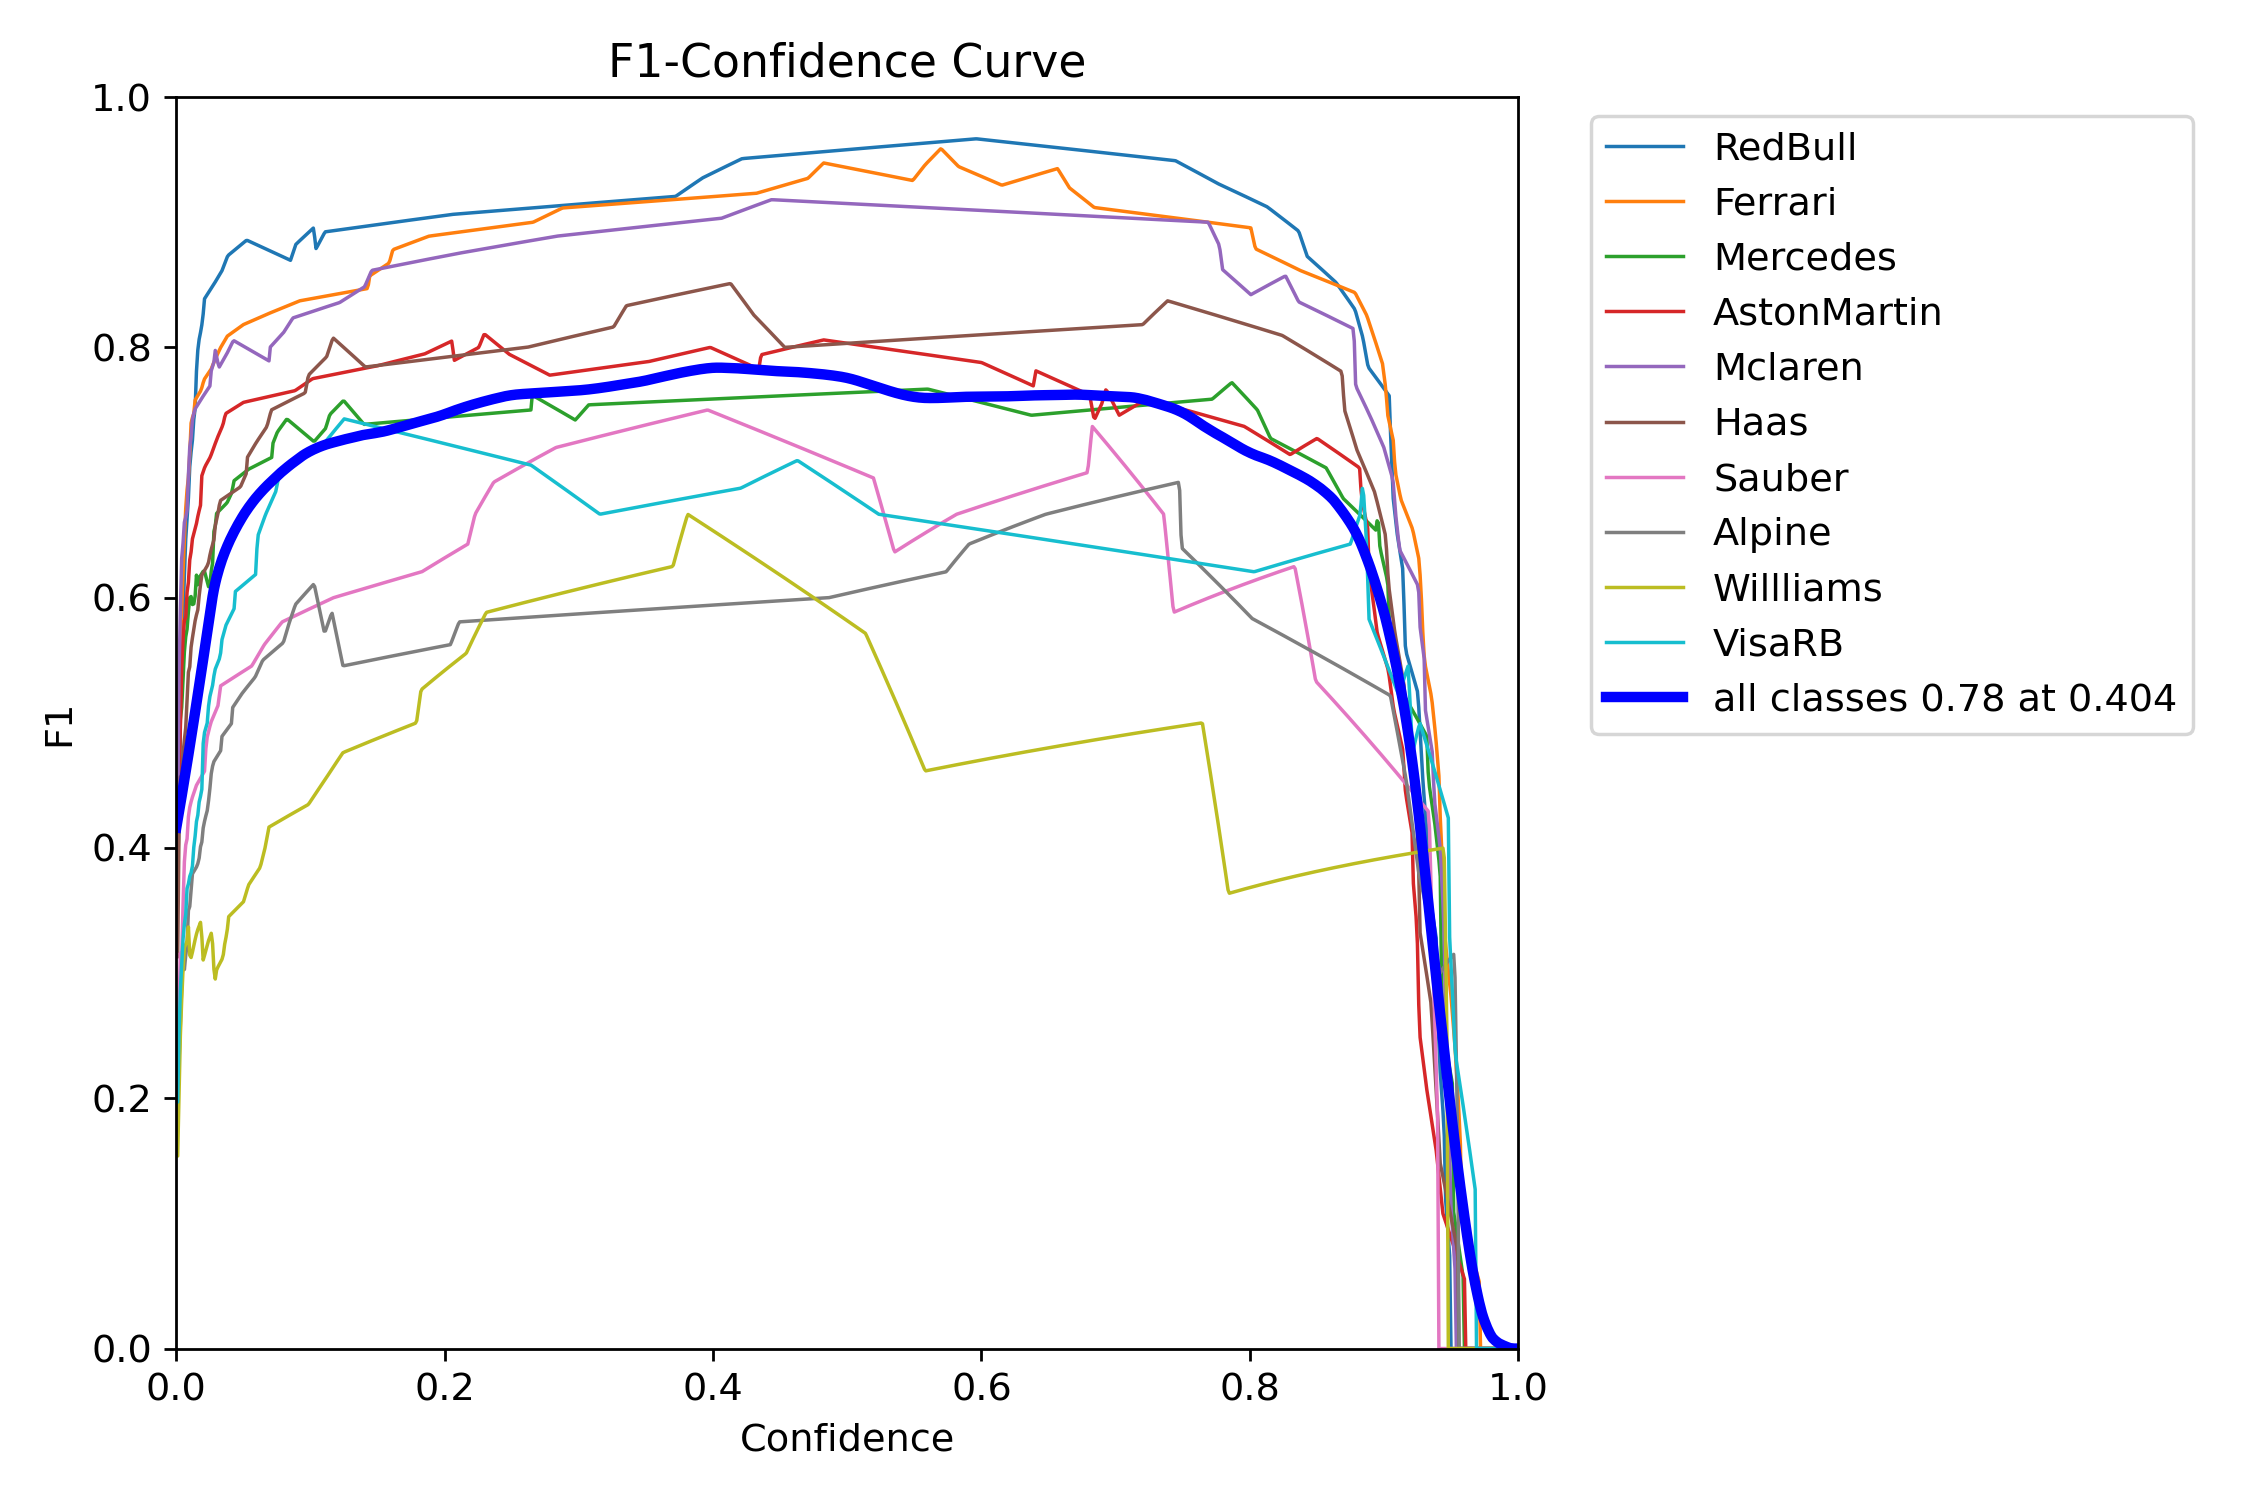 F1-Confidence Curve
1.0
0.8
0.6
0.4
0.2
0.0
F1
0.0 0.2 0.4 0.6 0.8 1.0
Confidence
RedBull
Ferrari
Mercedes
AstonMartin
Mclaren
Haas
Sauber
Alpine
Willliams
VisaRB
all classes 0.78 at 0.404